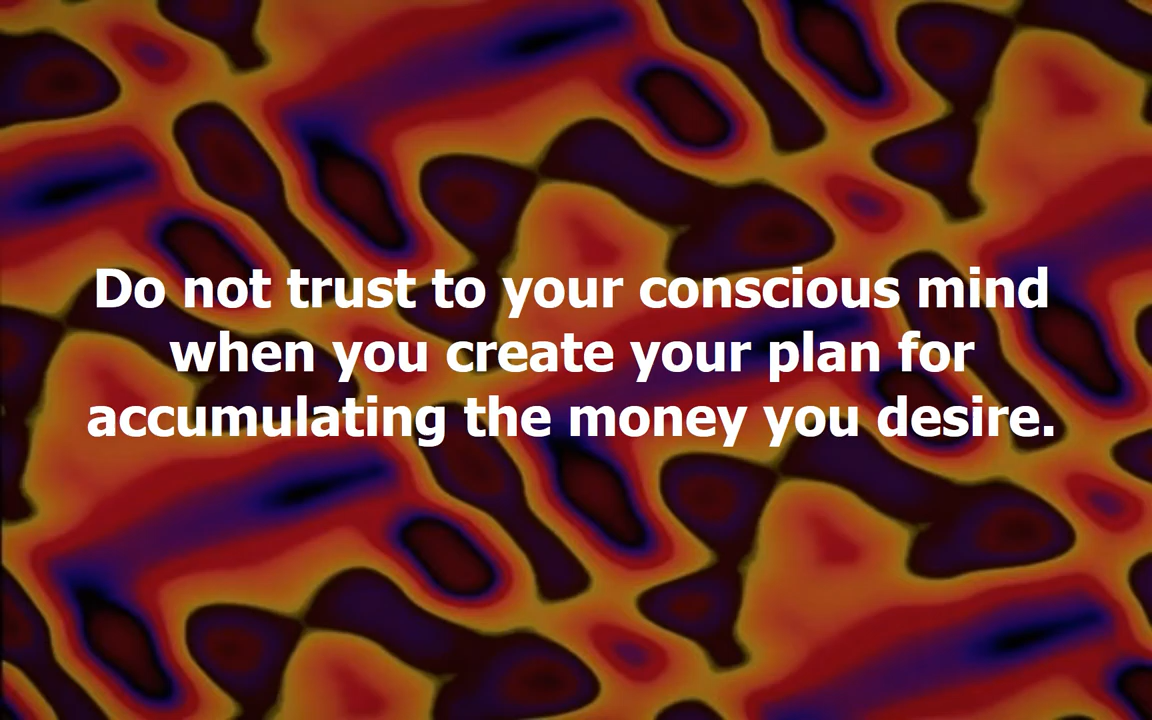 Do not trust to your conscious mind
when you create your plan for
accumulating the money you desire.